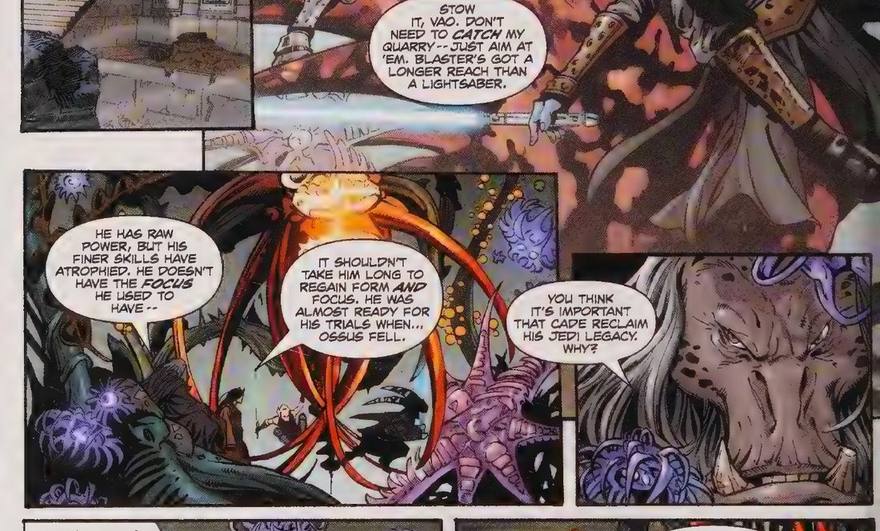 STOW
IT, VAO. DON'T
NEED TO CATCH MY
QUARRY--JUST AIM AT
'EM. BLASTER'S GOT A
LONGER REACH THAN
A LIGHTSABER.
HE HAS RAW
POWER, BUT HIS
FINER SKILLS HAVE
ATROPHIED. HE DOESN'T
HAVE THE FOCUS
HE USED TO
HAVE--
IT SHOULDN'T
TAKE HIM LONG TO
REGAIN FORM AND
FOCUS. HE WAS
ALMOST READY FOR
HIS TRIALS WHEN...
OSSUS FELL.
YOU THINK
IT'S IMPORTANT
THAT CADE RECLAIM
HIS JEDI LEGACY.
WHY?